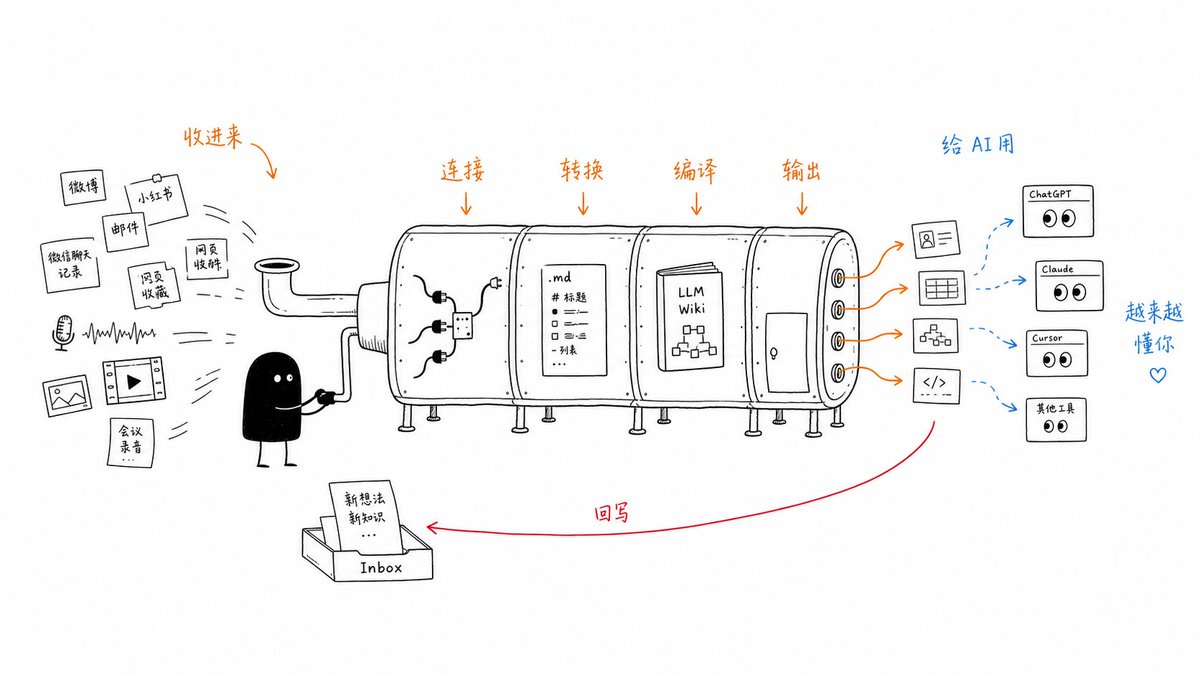 收进来
微博
小红书
邮件
微信聊天
记录
网页
收藏
网页
会议
录音
...
连接
转换
编译
输出
.md
# 标题
- 列表
...
LLM
Wiki
</>
给 AI 用
ChatGPT
Claude
Cursor
其他工具
越来越
懂你
回写
新想法
新知识
...
Inbox